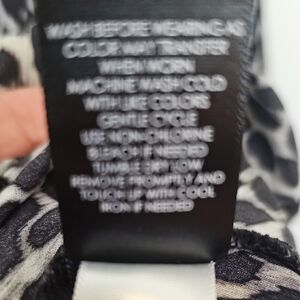 WASH BEFORE WEARING AS
COLOR MAY TRANSFER
WHEN WORN
MACHINE WASH COLD
WITH LIKE COLORS
GENTLE CYCLE
USE NON-CHLORINE
BLEACH IF NEEDED
TUMBLE DRY LOW
REMOVE PROMPTLY AND
TOUCH UP WITH COOL
IRON IF NEEDED